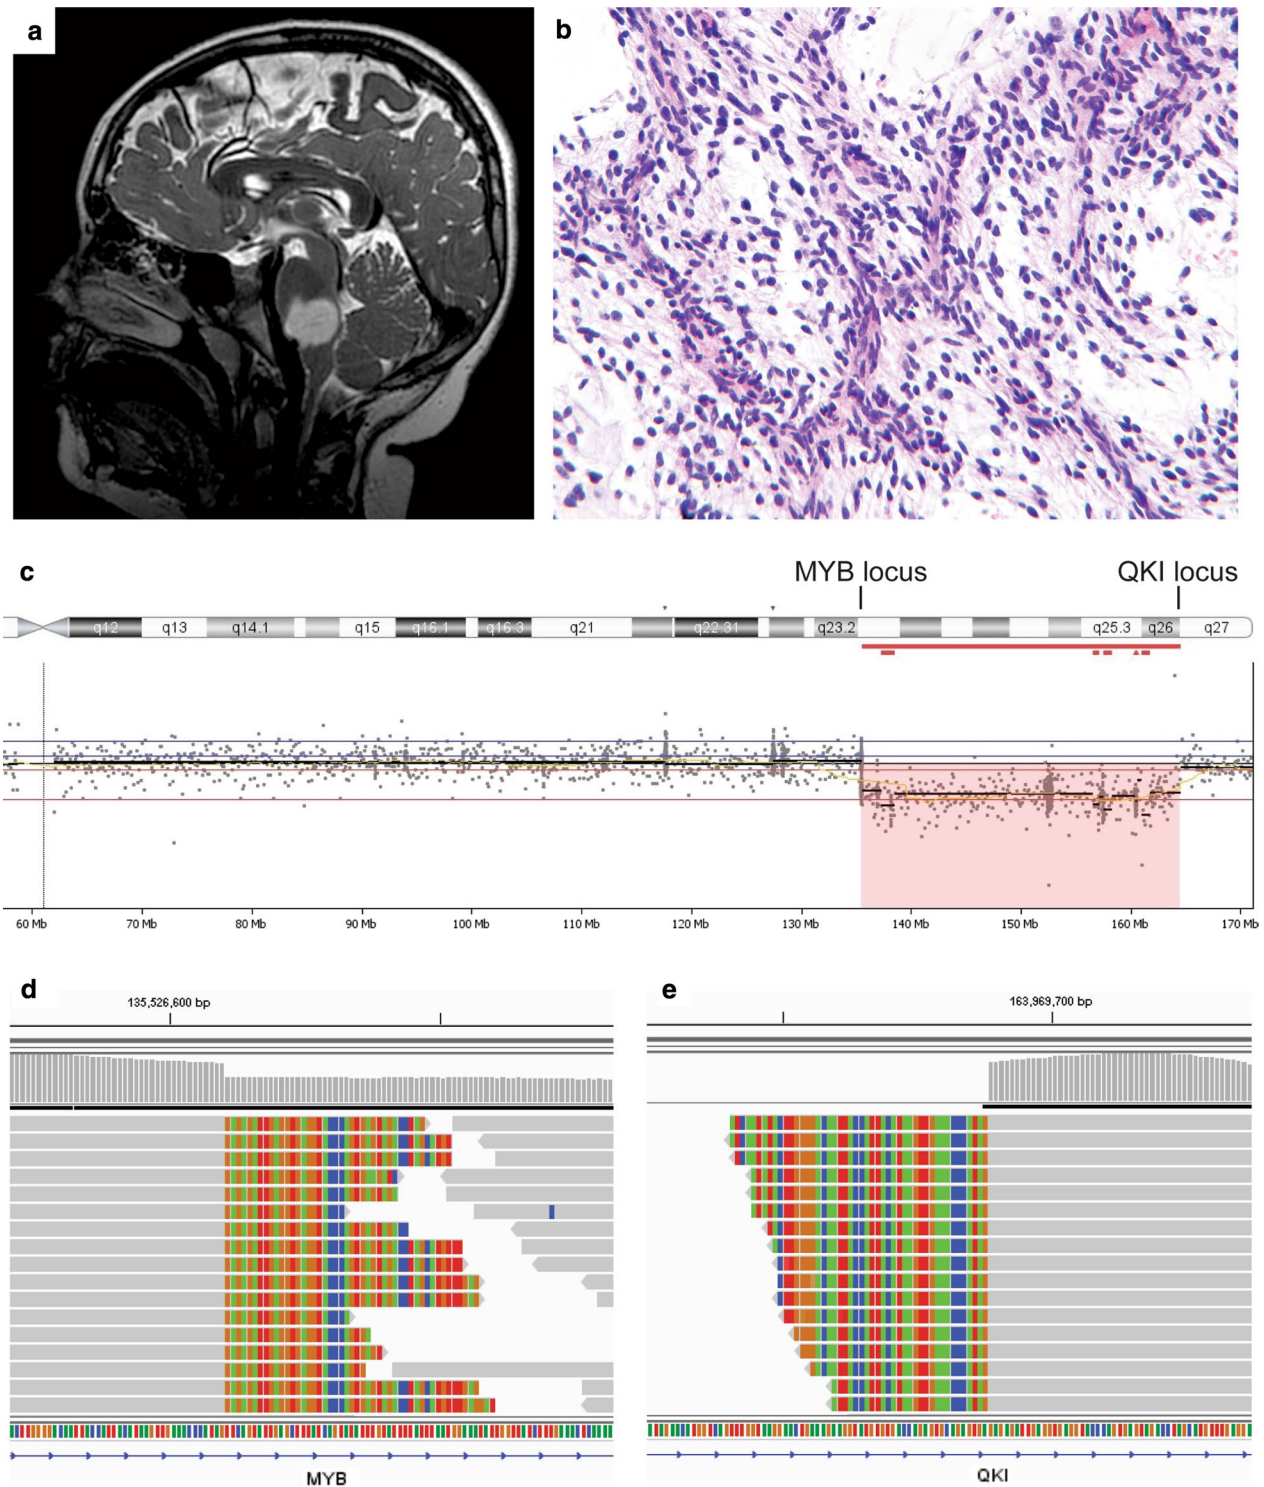 a
b
c
MYB locus QKI locus
q12 q13 q14.1 q15 q16.1 q16.3 q21 q22.31 q23.2 q25.3 q26 q27
60 Mb 70 Mb 80 Mb 90 Mb 100 Mb 110 Mb 120 Mb 130 Mb 140 Mb 150 Mb 160 Mb 170 Mb
d
135,526,600 bp
MYB
e
163,969,700 bp
QKI